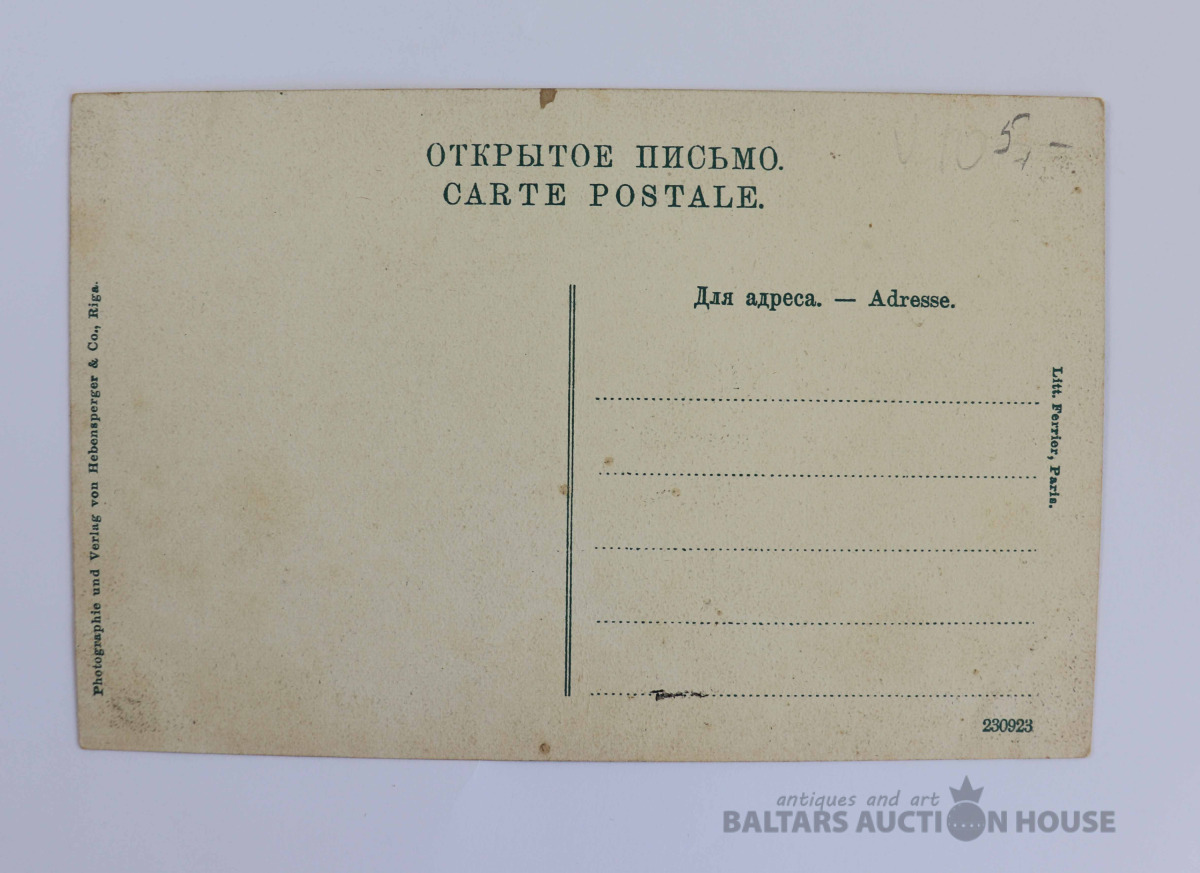 ОТКРЫТОЕ ПИСЬМО.
CARTE POSTALE.
5,-
Для адреса. — Adresse.
Photographie und Verlag von Hebensperger & Co., Riga.
Litt. Ferrier, Paris.
230923
antiques and art
BALTARS AUCTION HOUSE